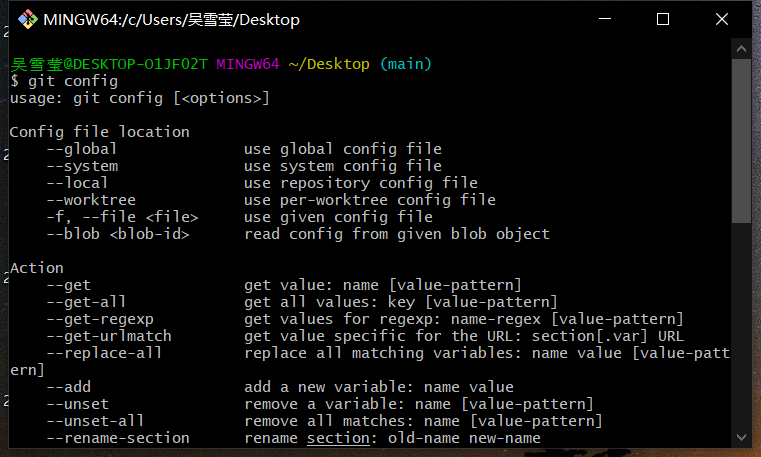 MINGW64:/c/Users/吴雪莹/Desktop
吴雪莹@DESKTOP-O1JF02T MINGW64 ~/Desktop (main)
$ git config
usage: git config [<options>]
Config file location
--global use global config file
--system use system config file
--local use repository config file
--worktree use per-worktree config file
-f, --file <file> use given config file
--blob <blob-id> read config from given blob object
Action
--get get value: name [value-pattern]
--get-all get all values: key [value-pattern]
--get-regexp get values for regexp: name-regex [value-pattern]
--get-urlmatch get value specific for the URL: section[.var] URL
--replace-all replace all matching variables: name value [value-patt
ern]
--add add a new variable: name value
--unset remove a variable: name [value-pattern]
--unset-all remove all matches: name [value-pattern]
--rename-section rename section: old-name new-name